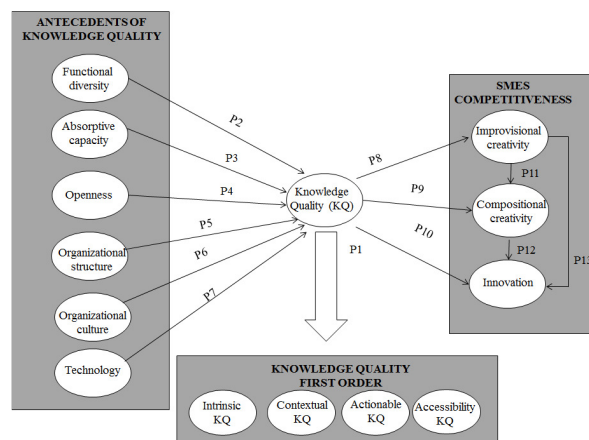 ANTECEDENTS OF
KNOWLEDGE QUALITY
Functional
diversity
Absorptive
capacity
Openness
Organizational
structure
Organizational
culture
Technology
P2
P3
P4
P5
P6
P7
Knowledge
Quality (KQ)
P8
P9
P10
P1
SMES
COMPETITIVENESS
Improvisional
creativity
P11
Compositional
creativity
P12
P13
Innovation
KNOWLEDGE QUALITY
FIRST ORDER
Intrinsic
KQ
Contextual
KQ
Actionable
KQ
Accessibility
KQ